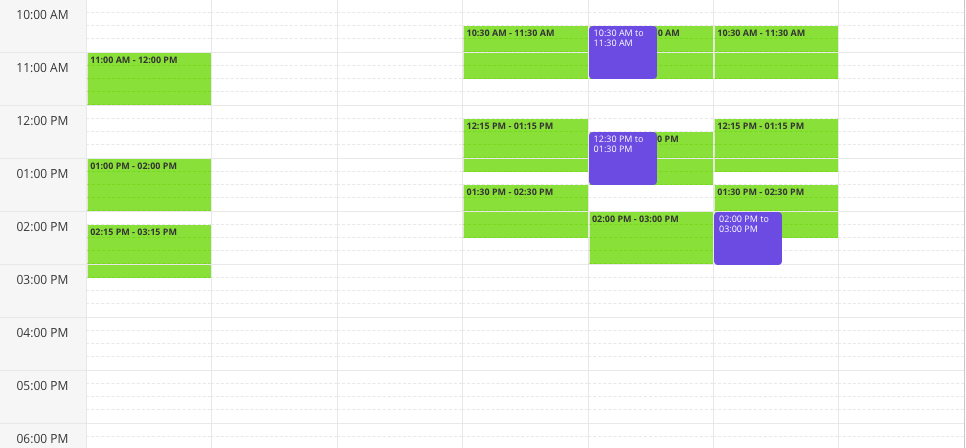 10:00 AM
11:00 AM
12:00 PM
01:00 PM
02:00 PM
03:00 PM
04:00 PM
05:00 PM
06:00 PM
11:00 AM - 12:00 PM
01:00 PM - 02:00 PM
02:15 PM - 03:15 PM
10:30 AM - 11:30 AM
12:15 PM - 01:15 PM
01:30 PM - 02:30 PM
10:30 AM to
11:30 AM
0 AM
12:30 PM to
01:30 PM
0 PM
02:00 PM - 03:00 PM
10:30 AM - 11:30 AM
12:15 PM - 01:15 PM
01:30 PM - 02:30 PM
02:00 PM to
03:00 PM